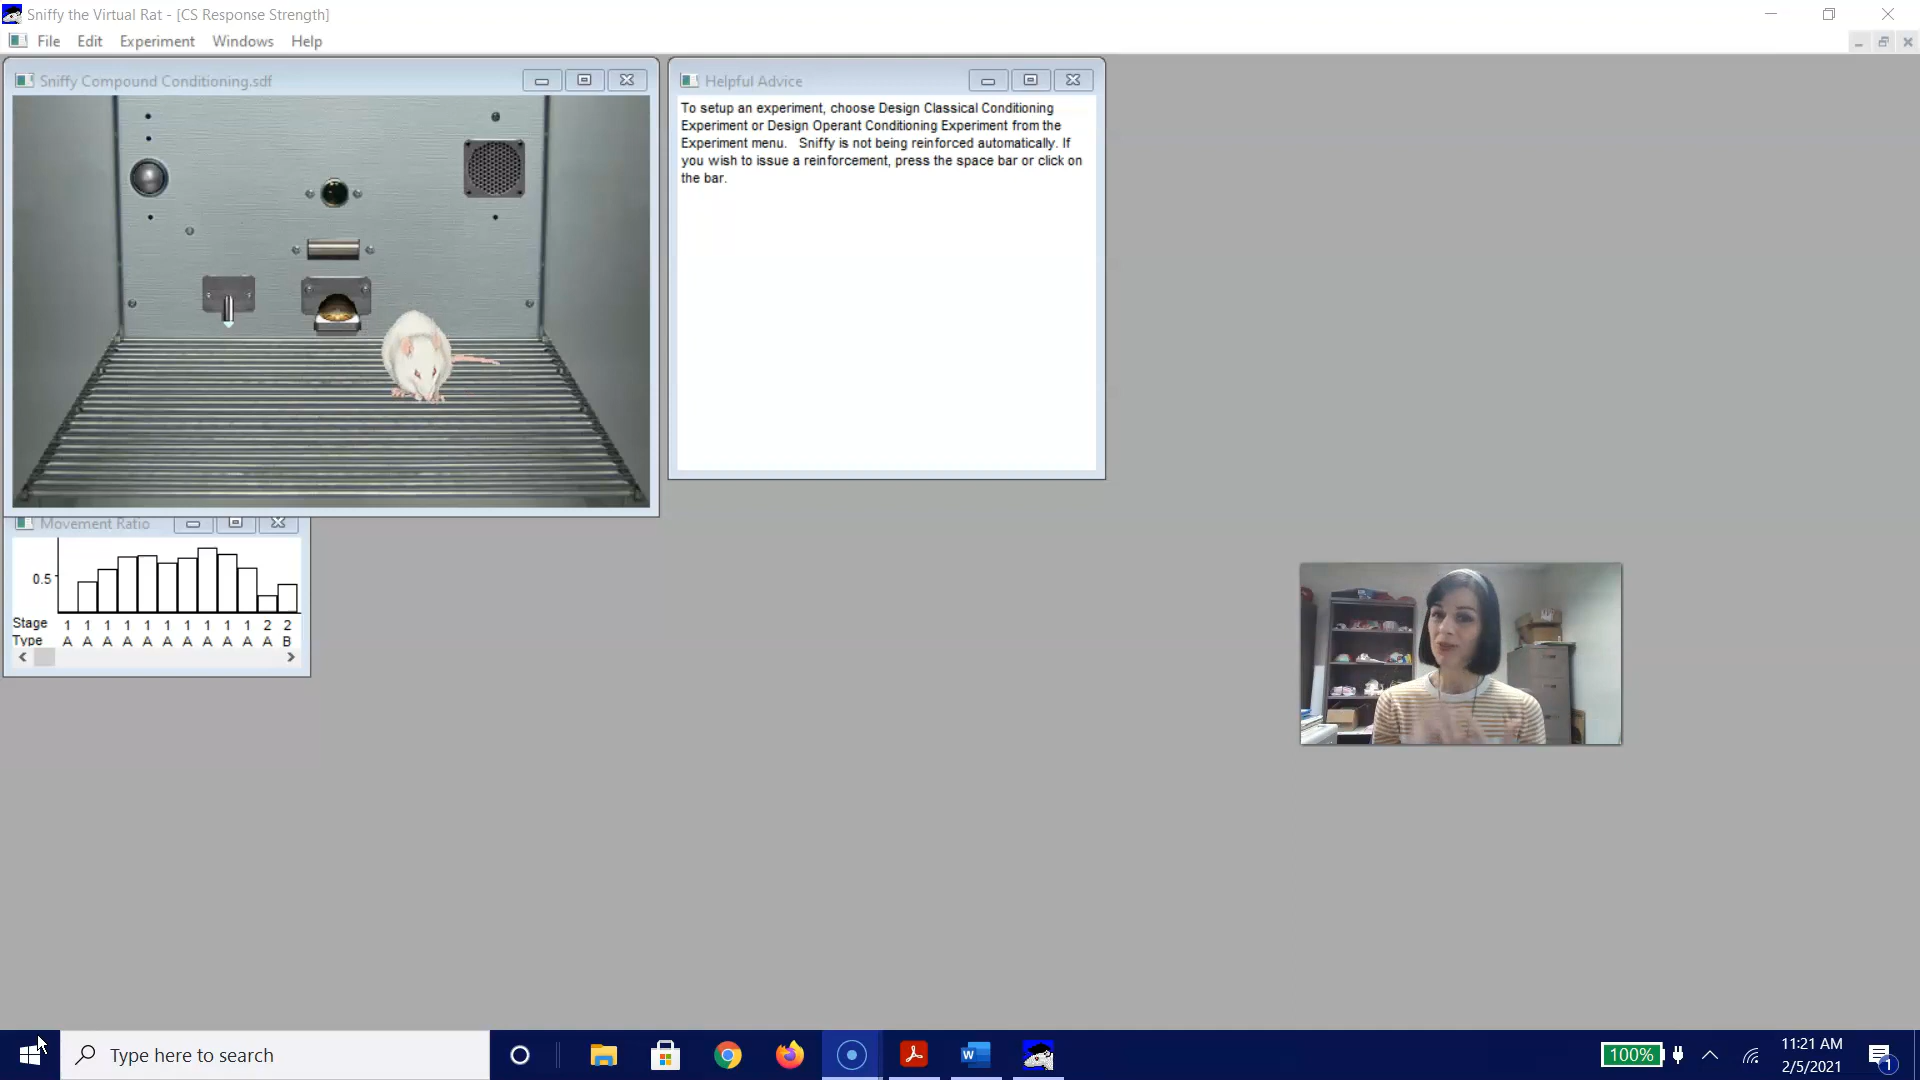 Sniffy the Virtual Rat - [CS Response Strength]
File Edit Experiment Windows Help
Sniffy Compound Conditioning.sdf
Helpful Advice
To setup an experiment, choose Design Classical Conditioning
Experiment or Design Operant Conditioning Experiment from the
Experiment menu. Sniffy is not being reinforced automatically. If
you wish to issue a reinforcement, press the space bar or click on
the bar.
Movement Ratio
0.5
Stage 1 1 1 1 1 1 1 1 1 1 2 2
Type A A A A A A A A A A A B
Type here to search
W
100%
11:21 AM
2/5/2021
1